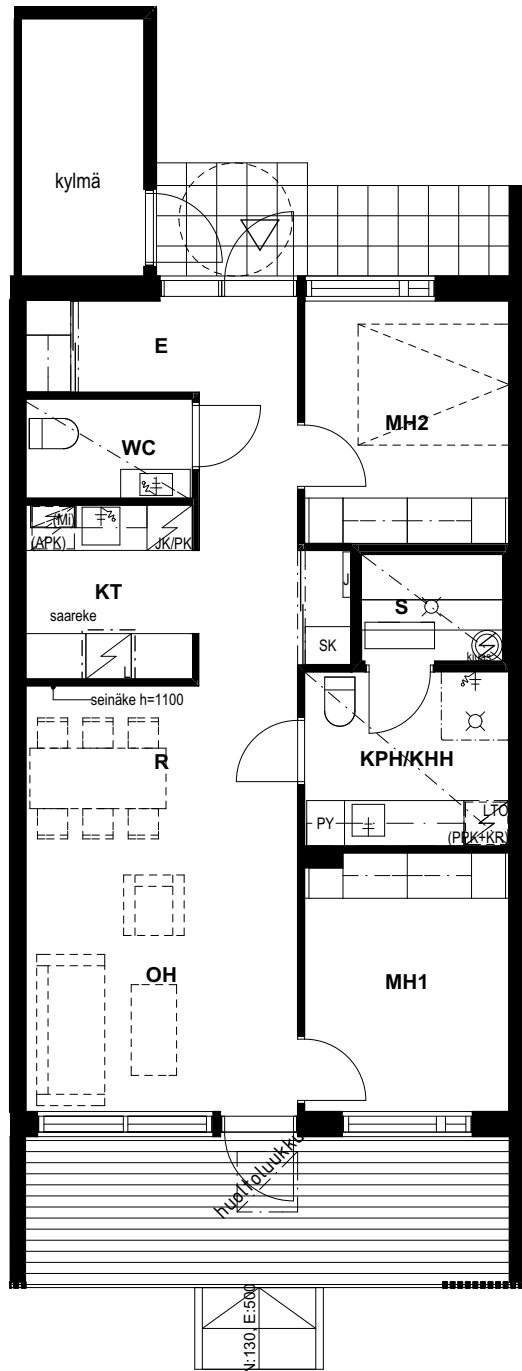 kylmä
E
MH2
WC
(Mi)
(APK)
JK/PK
KT
J
S
saareke
SK
kiuas
L
seinäke h=1100
R
KPH/KHH
PY
LTO
(PPK+KR)
OH
MH1
huoltoluukku
N:130, E:500